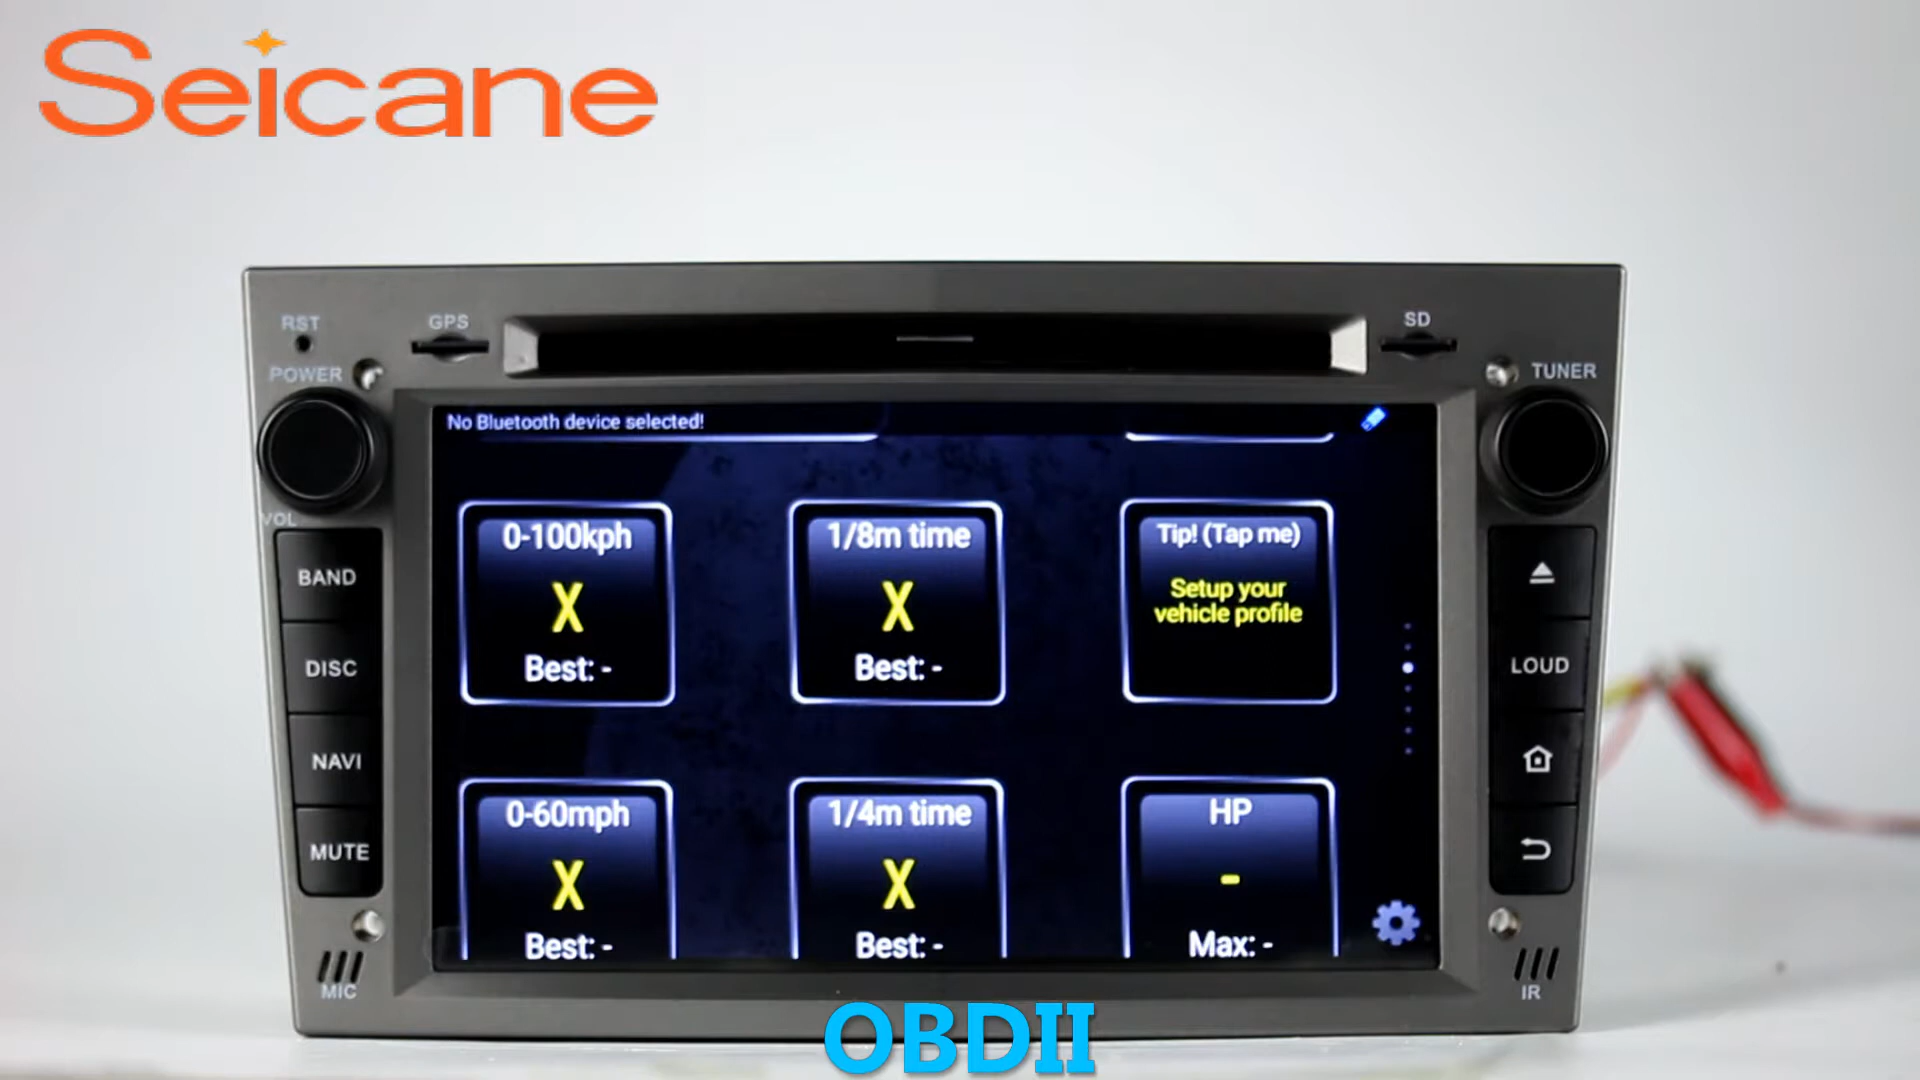 Seicane
RST
GPS
SD
POWER
TUNER
No Bluetooth device selected!
VOL
0-100kph
X
Best: -
1/8m time
X
Best: -
Tip! (Tap me)
Setup your
vehicle profile
BAND
DISC
LOUD
NAVI
MUTE
0-60mph
X
Best: -
1/4m time
X
Best: -
HP
-
Max: -
MIC
IR
OBDII